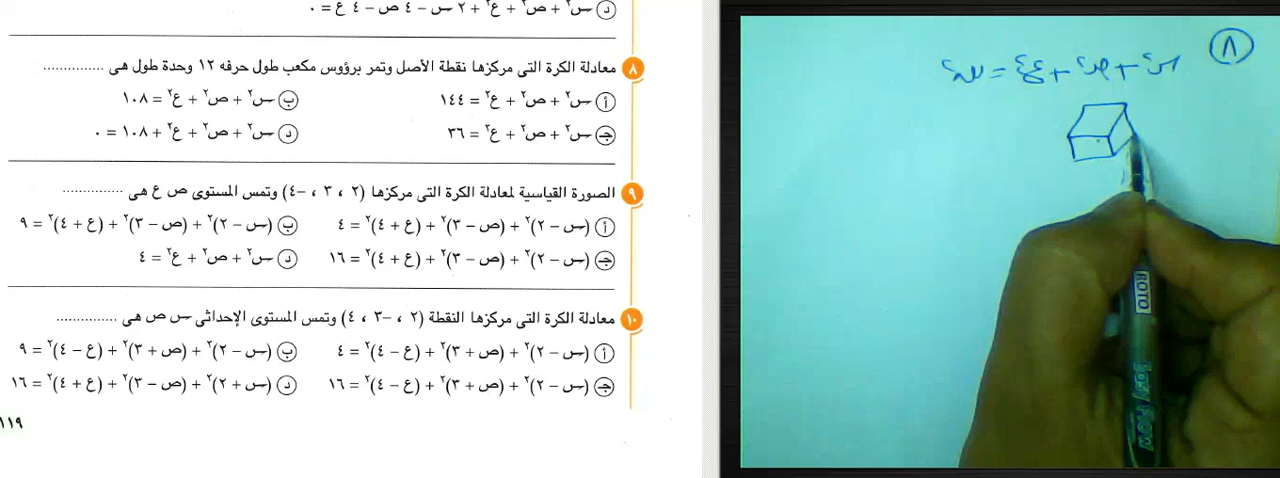 د س٢ + ص٢ + ع٢ + ٢ س - ٤ ص - ٤ ع = ٠
٨ معادلة الكرة التى مركزها نقطة الأصل وتمر برؤوس مكعب طول حرفه ١٢ وحدة طول هى ...............
أ س٢ + ص٢ + ع٢ = ١٤٤
ب س٢ + ص٢ + ع٢ = ١٠٨
جـ س٢ + ص٢ + ع٢ = ٣٦
د س٢ + ص٢ + ع٢ + ١٠٨ = ٠
٩ الصورة القياسية لمعادلة الكرة التى مركزها (٢ ، ٣ ، -٤) وتمس المستوى ص ع هى ...............
أ (س - ٢)٢ + (ص - ٣)٢ + (ع + ٤)٢ = ٤
ب (س - ٢)٢ + (ص - ٣)٢ + (ع + ٤)٢ = ٩
جـ (س - ٢)٢ + (ص - ٣)٢ + (ع + ٤)٢ = ١٦
د س٢ + ص٢ + ع٢ = ٤
١٠ معادلة الكرة التى مركزها النقطة (٢ ، -٣ ، ٤) وتمس المستوى الإحداثى س ص هى ...............
أ (س - ٢)٢ + (ص + ٣)٢ + (ع - ٤)٢ = ٤
ب (س - ٢)٢ + (ص + ٣)٢ + (ع - ٤)٢ = ٩
جـ (س - ٢)٢ + (ص + ٣)٢ + (ع - ٤)٢ = ١٦
د (س + ٢)٢ + (ص - ٣)٢ + (ع + ٤)٢ = ١٦
١١٩
٨
س٢ + ص٢ + ع٢ = نق٢
ROTO